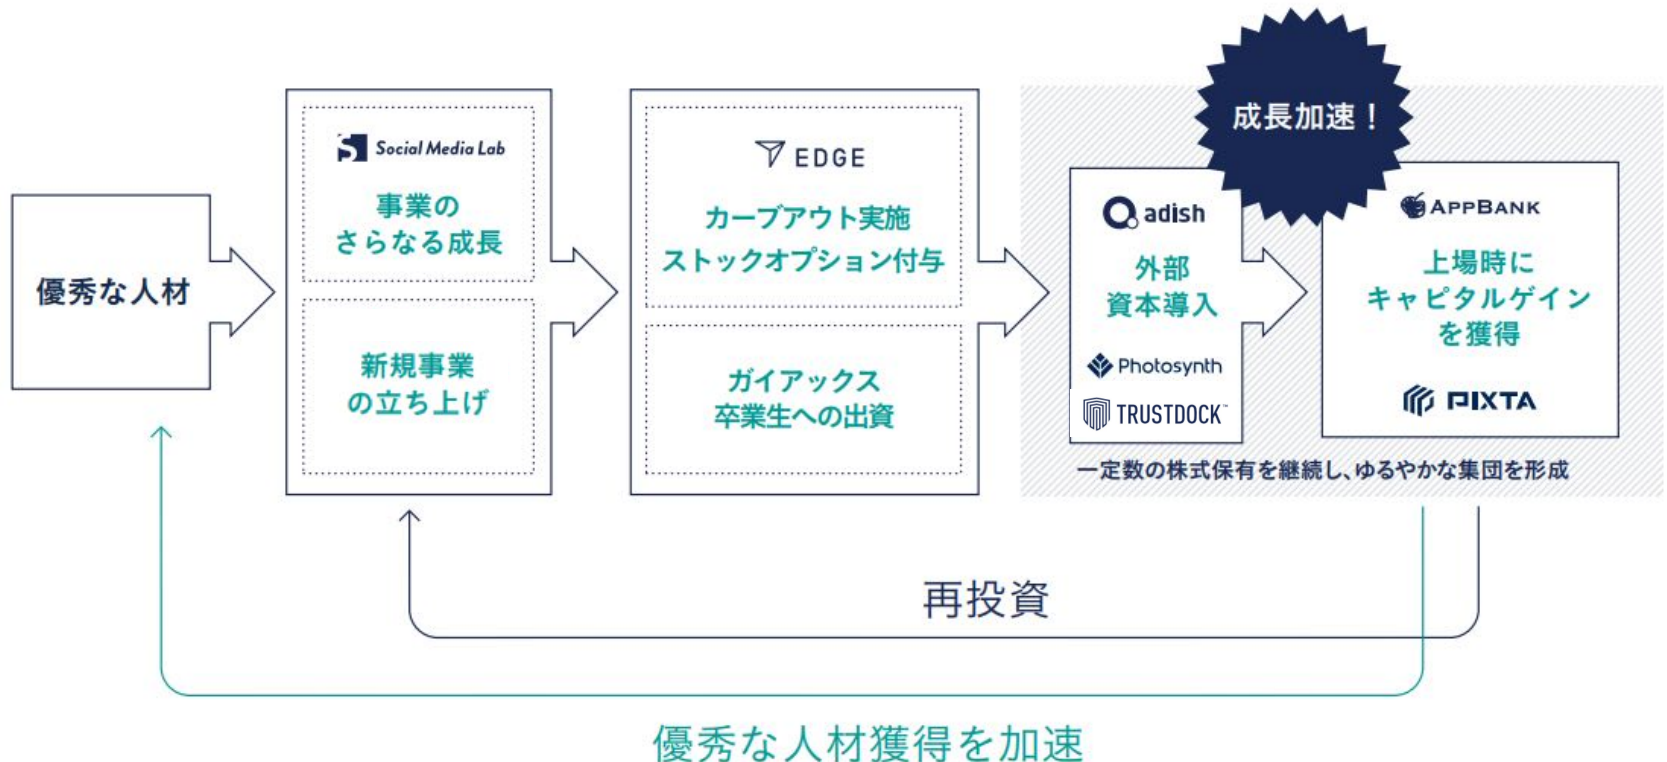 優秀な人材
Social Media Lab
事業の
さらなる成長
新規事業
の立ち上げ
EDGE
カーブアウト実施
ストックオプション付与
ガイアックス
卒業生への出資
成長加速！
adish
外部
資本導入
Photosynth
TRUSTDOCK™
APPBANK
上場時に
キャピタルゲイン
を獲得
PIXTA
一定数の株式保有を継続し、ゆるやかな集団を形成
再投資
優秀な人材獲得を加速